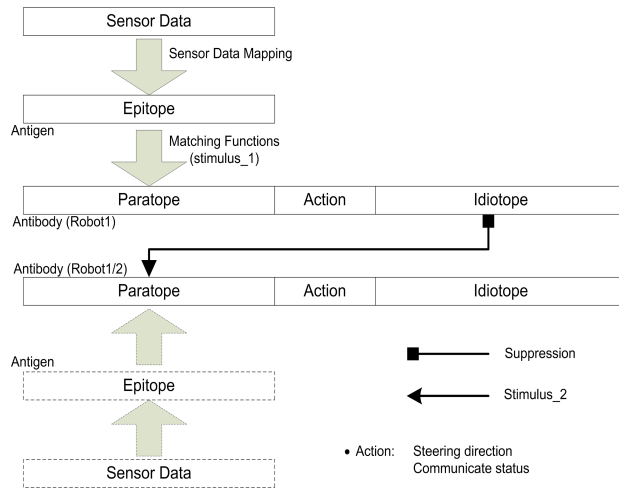 Sensor Data
Sensor Data Mapping
Epitope
Antigen
Matching Functions
(stimulus_1)
Paratope
Action
Idiotope
Antibody (Robot1)
Antibody (Robot1/2)
Paratope
Action
Idiotope
Antigen
Epitope
Sensor Data
Suppression
Stimulus_2
• Action: Steering direction
Communicate status